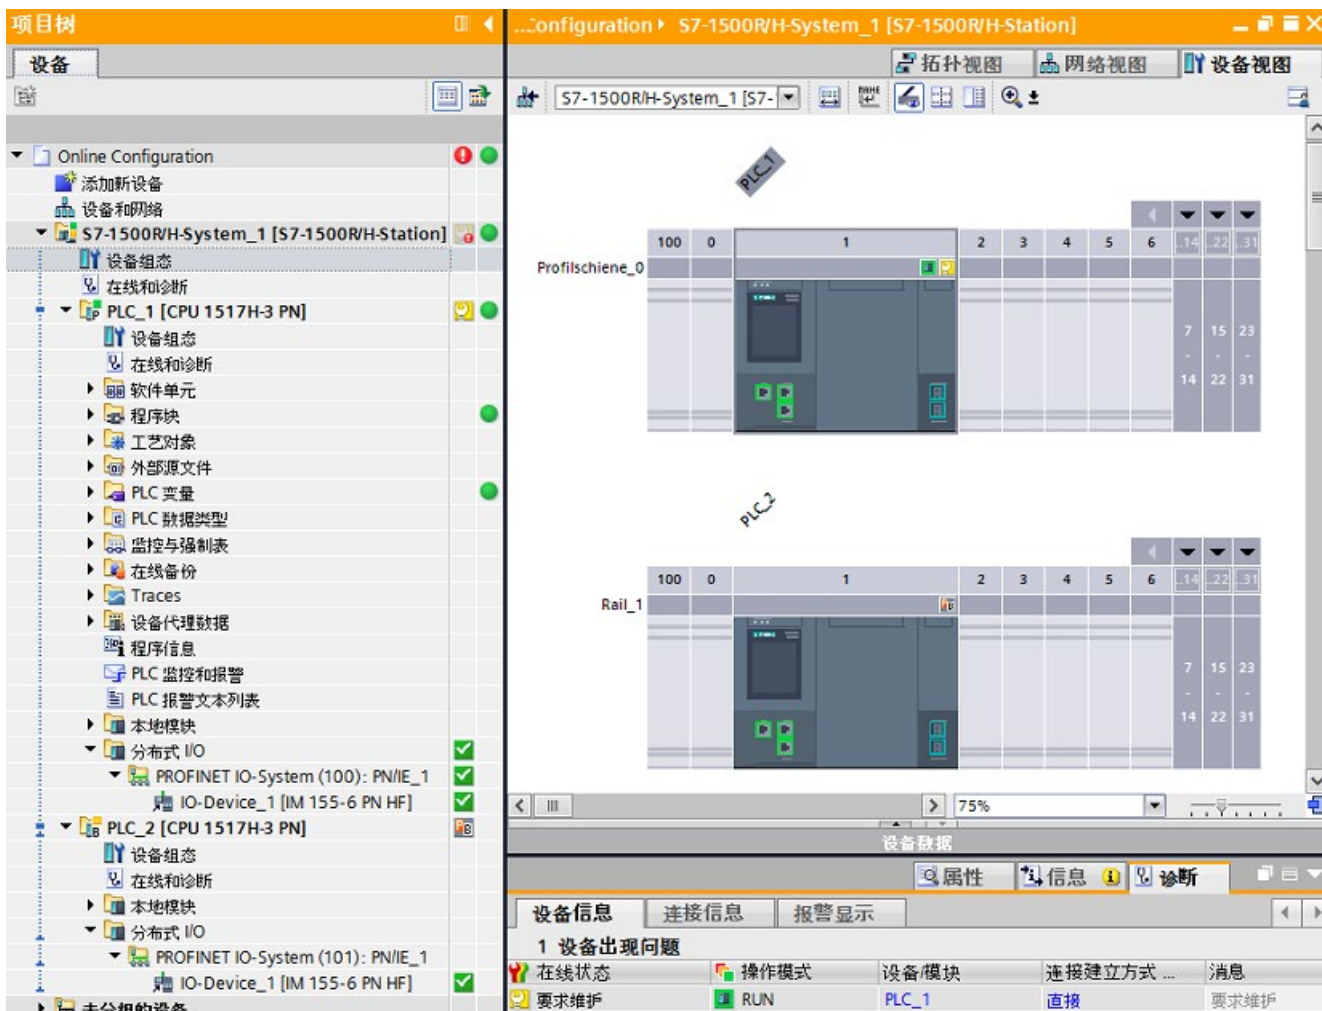 项目树
设备
Online Configuration
添加新设备
设备和网络
S7-1500R/H-System_1 [S7-1500R/H-Station]
设备组态
在线和诊断
PLC_1 [CPU 1517H-3 PN]
设备组态
在线和诊断
软件单元
程序块
工艺对象
外部源文件
PLC 变量
PLC 数据类型
监控与强制表
在线备份
Traces
设备代理数据
程序信息
PLC 监控和报警
PLC 报警文本列表
本地模块
分布式 I/O
PROFINET IO-System (100): PN/IE_1
IO-Device_1 [IM 155-6 PN HF]
PLC_2 [CPU 1517H-3 PN]
设备组态
在线和诊断
本地模块
分布式 I/O
PROFINET IO-System (101): PN/IE_1
IO-Device_1 [IM 155-6 PN HF]
未分组的设备
S7-1500R/H-System_1 [S7-1500R/H-Station]
拓扑视图 网络视图 设备视图
S7-1500R/H-System_1 [S7-
PLC_1
100 0 1 2 3 4 5 6 ...14 ...22 ...31
Profilschiene_0
7 15 23
- - -
14 22 31
PLC_2
100 0 1 2 3 4 5 6 ...14 ...22 ...31
Rail_1
7 15 23
- - -
14 22 31
75%
设备数据
属性 信息 诊断
设备信息 连接信息 报警显示
1 设备出现问题
在线状态 操作模式 设备/模块 连接建立方式 ... 消息
要求维护 RUN PLC_1 直接 要求维护